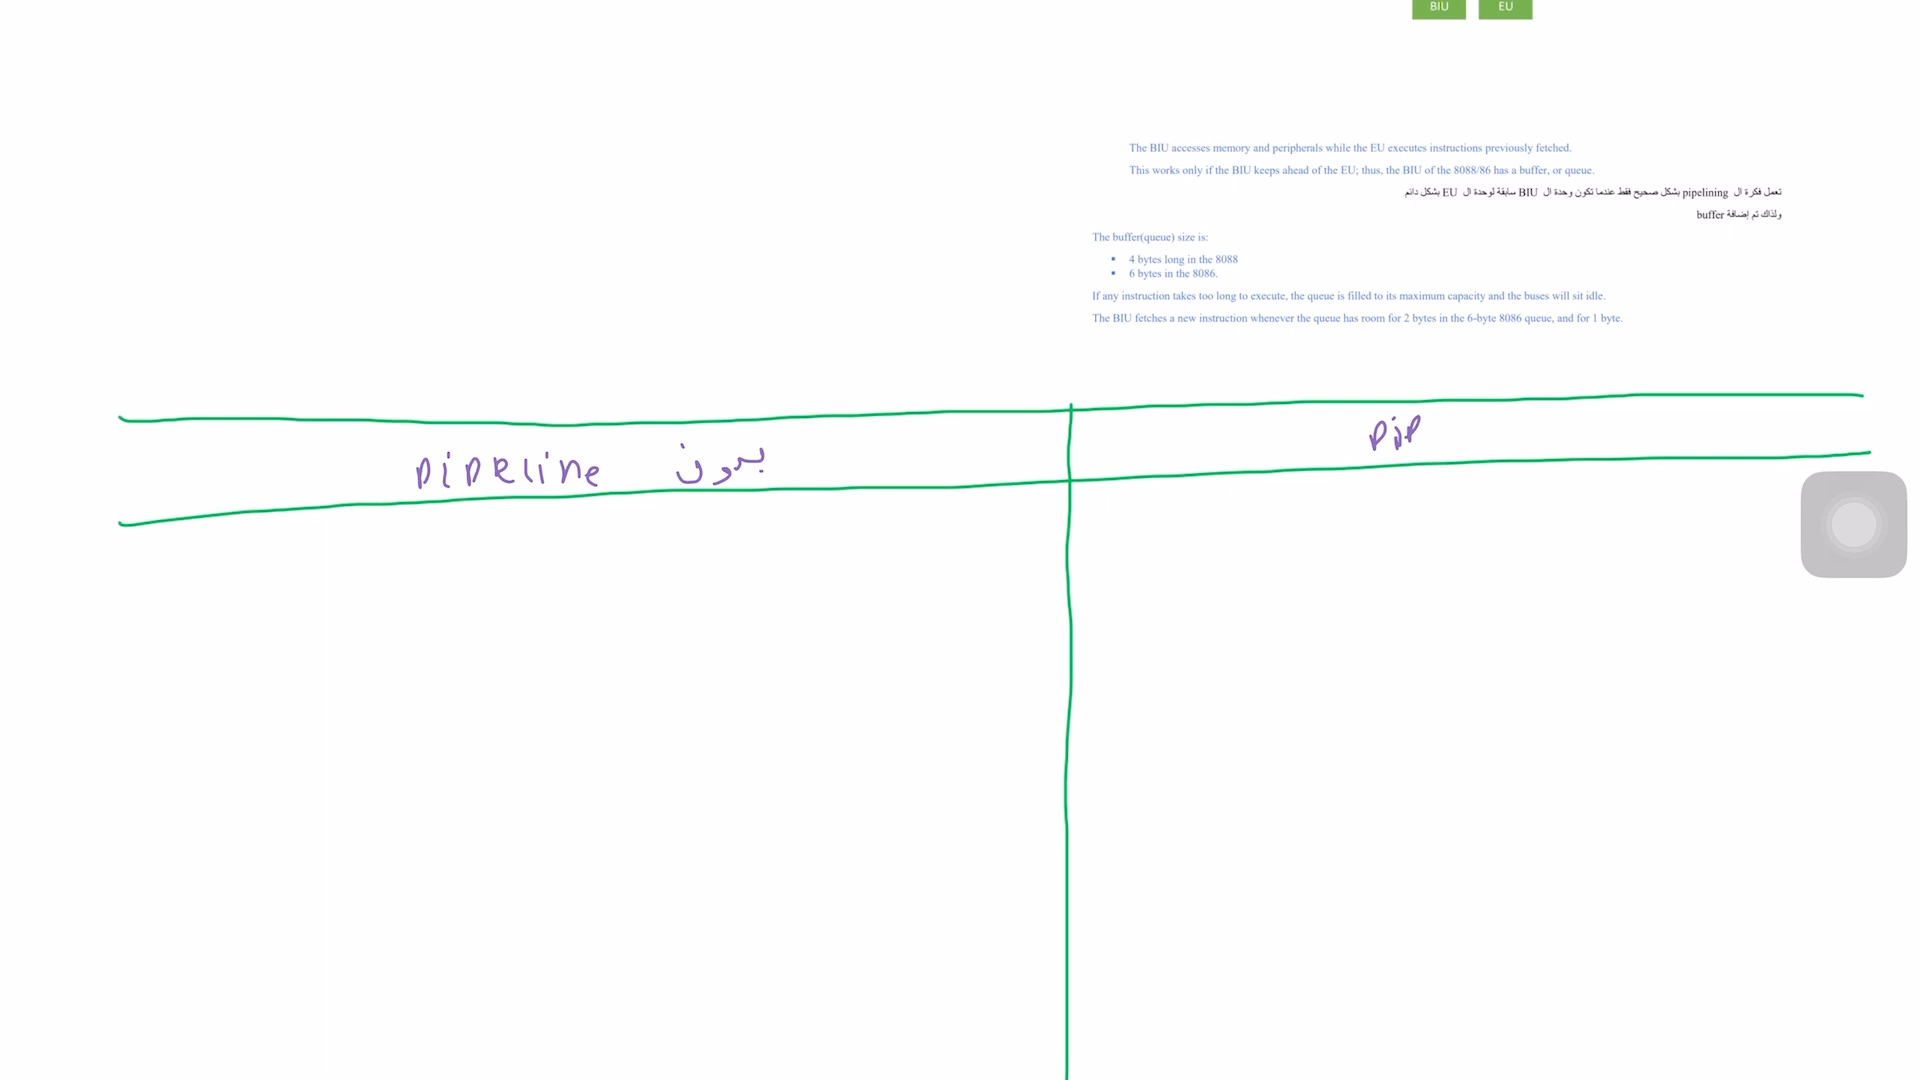 BIU EU
The BIU accesses memory and peripherals while the EU executes instructions previously fetched.
This works only if the BIU keeps ahead of the EU; thus, the BIU of the 8088/86 has a buffer, or queue.
تعمل فكرة ال pipelining بشكل صحيح فقط عندما تكون وحدة ال BIU سابقة لوحدة ال EU بشكل دائم
ولذاك تم إضافة buffer
The buffer(queue) size is:
▪ 4 bytes long in the 8088
▪ 6 bytes in the 8086.
If any instruction takes too long to execute, the queue is filled to its maximum capacity and the buses will sit idle.
The BIU fetches a new instruction whenever the queue has room for 2 bytes in the 6-byte 8086 queue, and for 1 byte.
بدون pipeline
pip